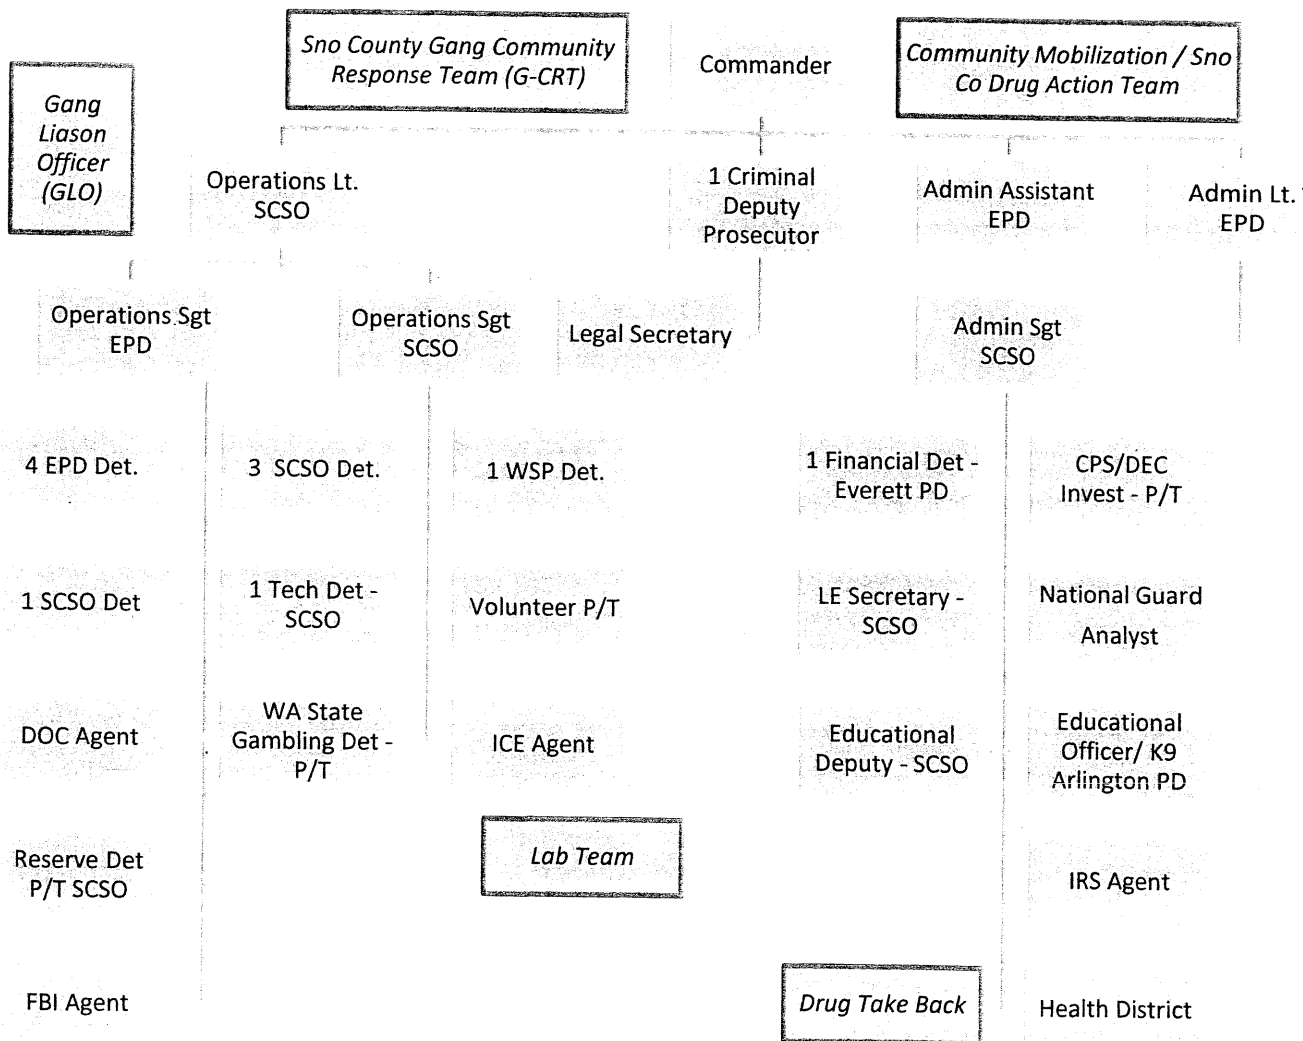 Sno County Gang Community
Response Team (G-CRT)
Commander
Community Mobilization / Sno
Co Drug Action Team
Gang
Liason
Officer
(GLO)
Operations Lt.
SCSO
1 Criminal
Deputy
Prosecutor
Admin Assistant
EPD
Admin Lt.
EPD
Operations Sgt
EPD
Operations Sgt
SCSO
Legal Secretary
Admin Sgt
SCSO
4 EPD Det.
3 SCSO Det.
1 WSP Det.
1 Financial Det -
Everett PD
CPS/DEC
Invest - P/T
1 SCSO Det
1 Tech Det -
SCSO
Volunteer P/T
LE Secretary -
SCSO
National Guard
Analyst
DOC Agent
WA State
Gambling Det -
P/T
ICE Agent
Educational
Deputy - SCSO
Educational
Officer/ K9
Arlington PD
Reserve Det
P/T SCSO
Lab Team
IRS Agent
FBI Agent
Drug Take Back
Health District